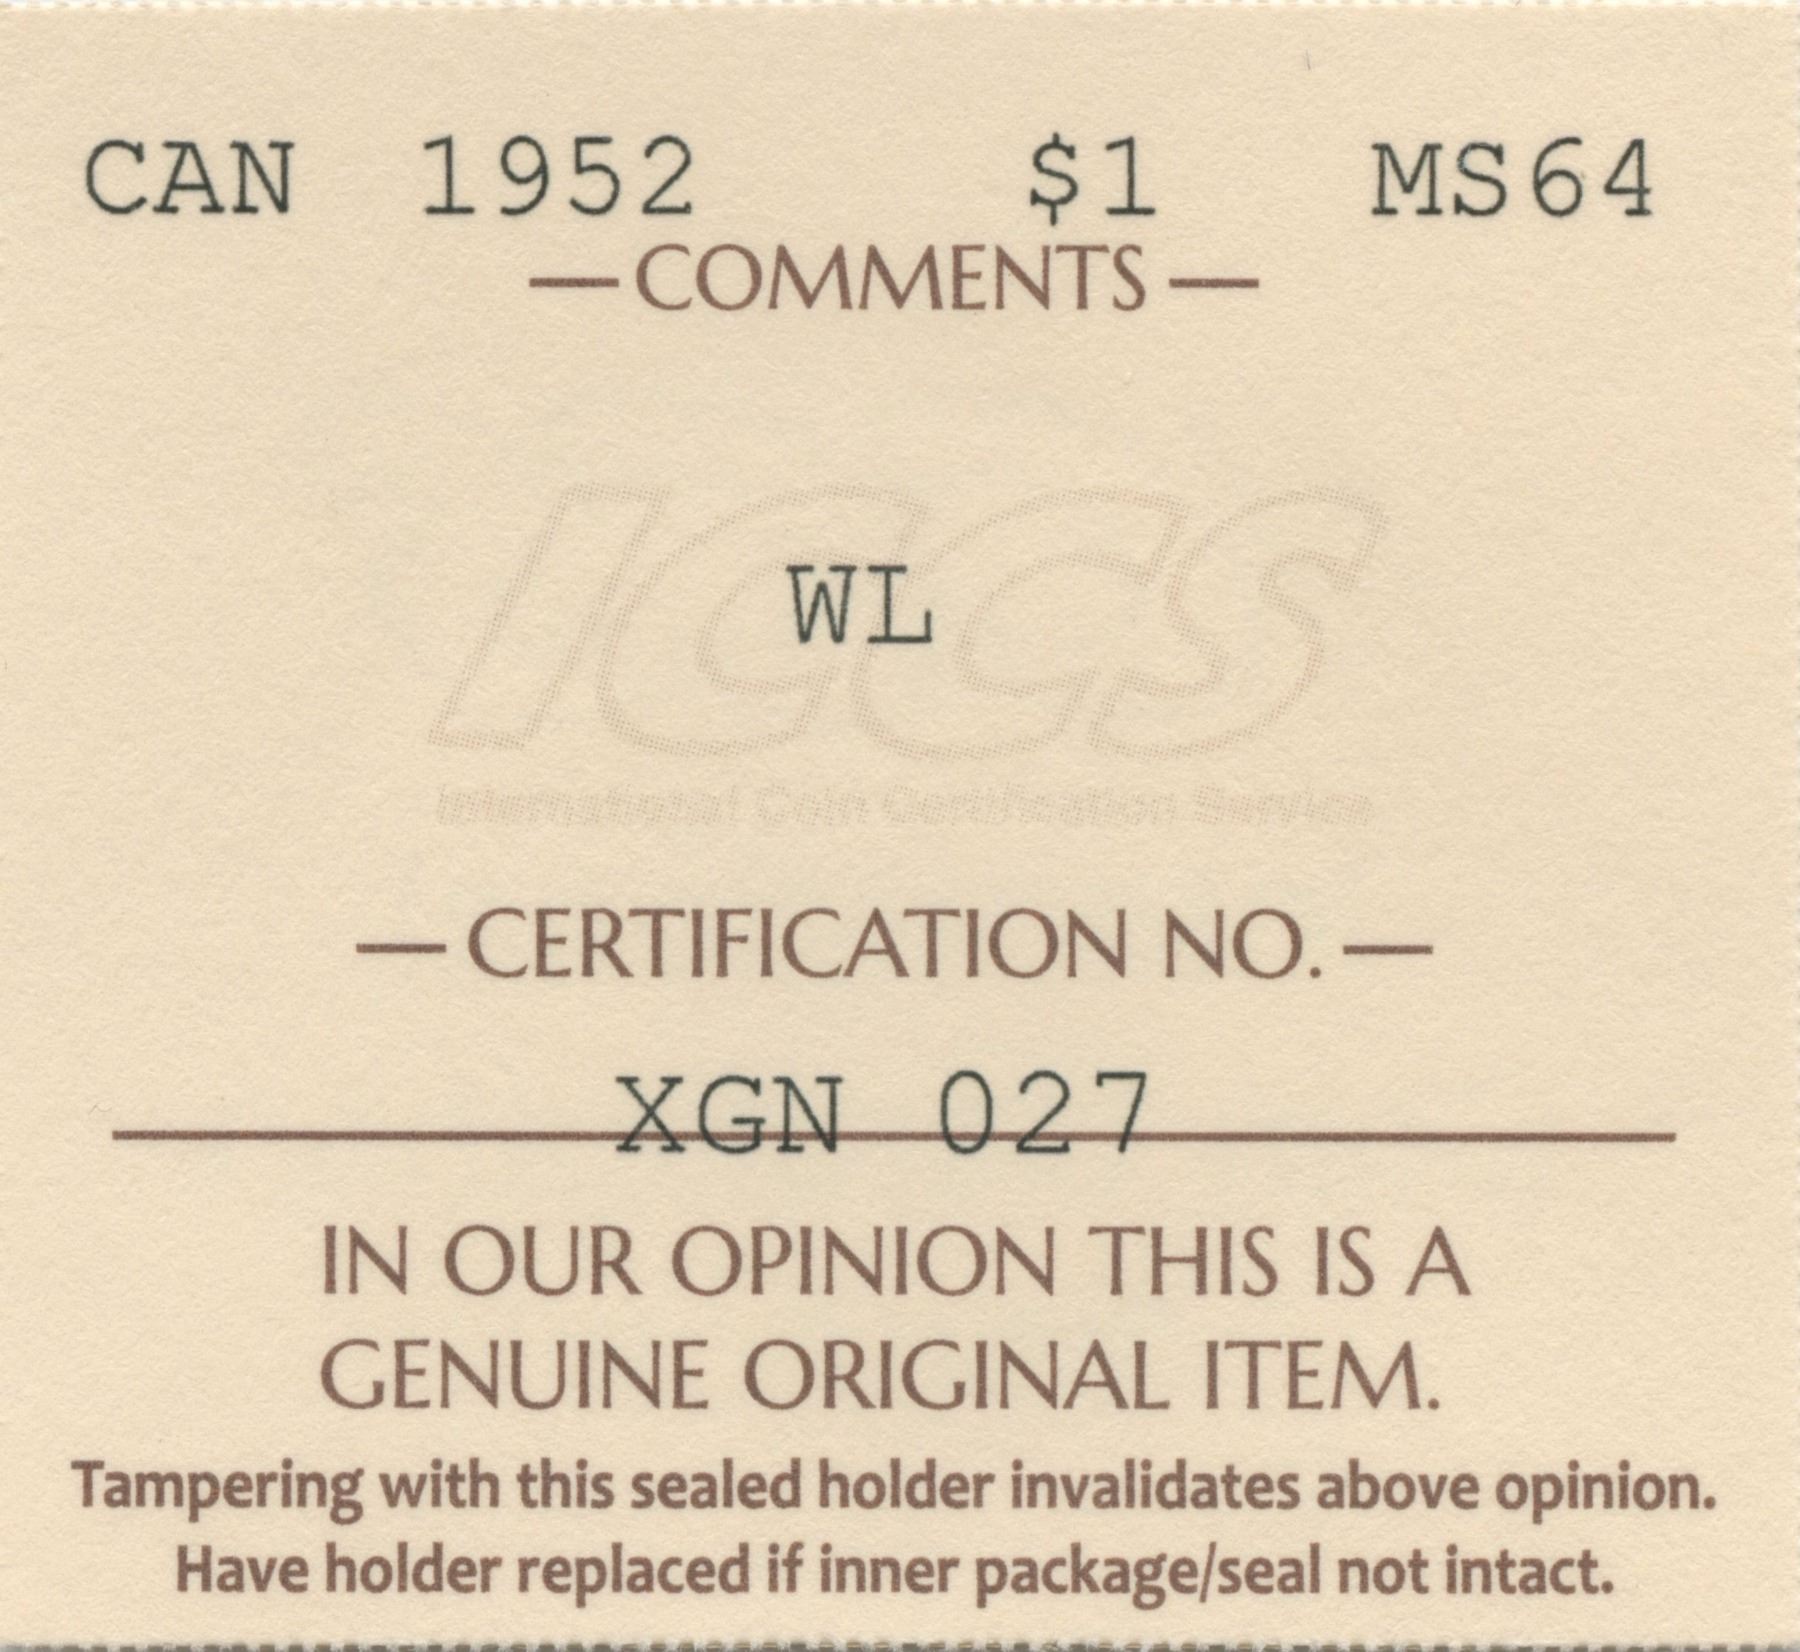 CAN 1952 $1 MS64
— COMMENTS —
ICCS
WL
International Coin Certification Service
— CERTIFICATION NO. —
XGN 027
IN OUR OPINION THIS IS A
GENUINE ORIGINAL ITEM.
Tampering with this sealed holder invalidates above opinion.
Have holder replaced if inner package/seal not intact.